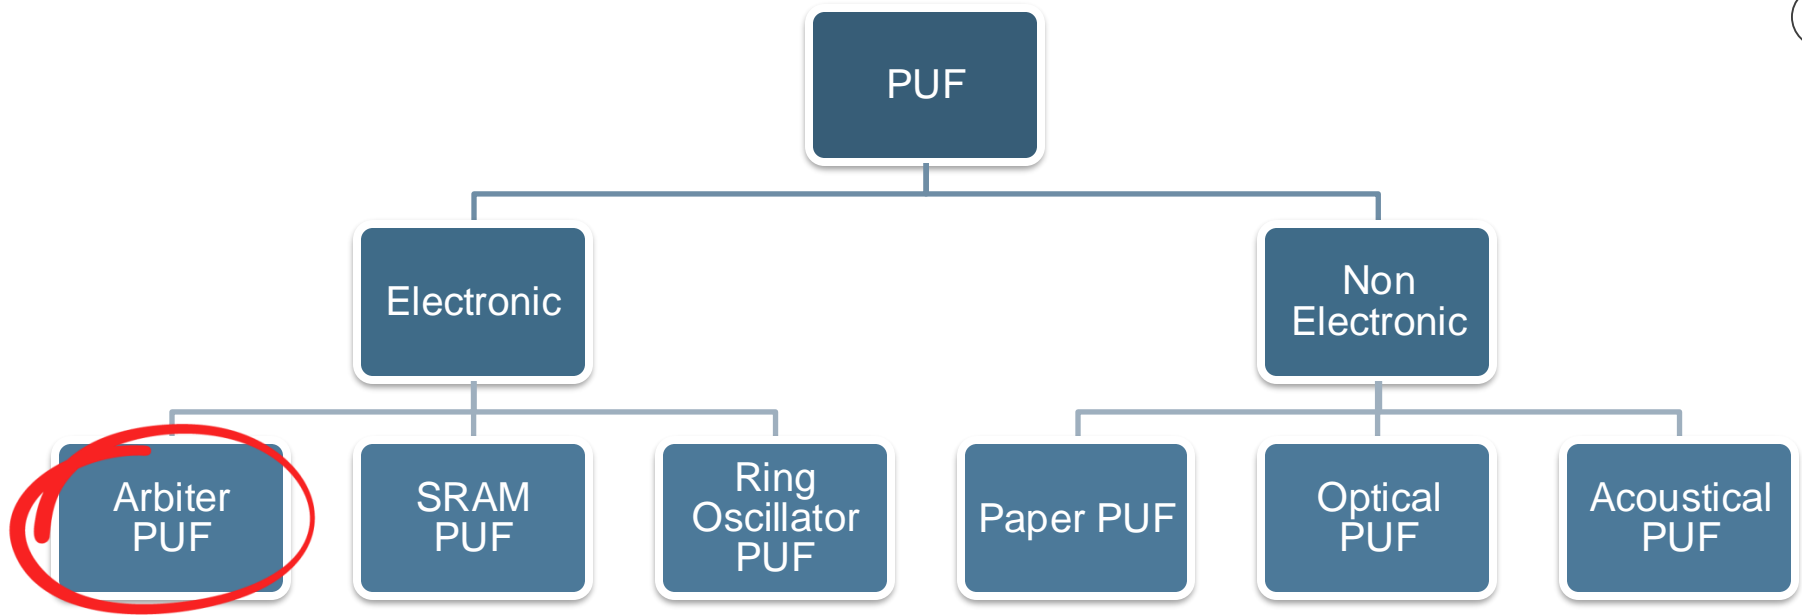 PUF
Electronic
Non
Electronic
Arbiter
PUF
SRAM
PUF
Ring
Oscillator
PUF
Paper PUF
Optical
PUF
Acoustical
PUF